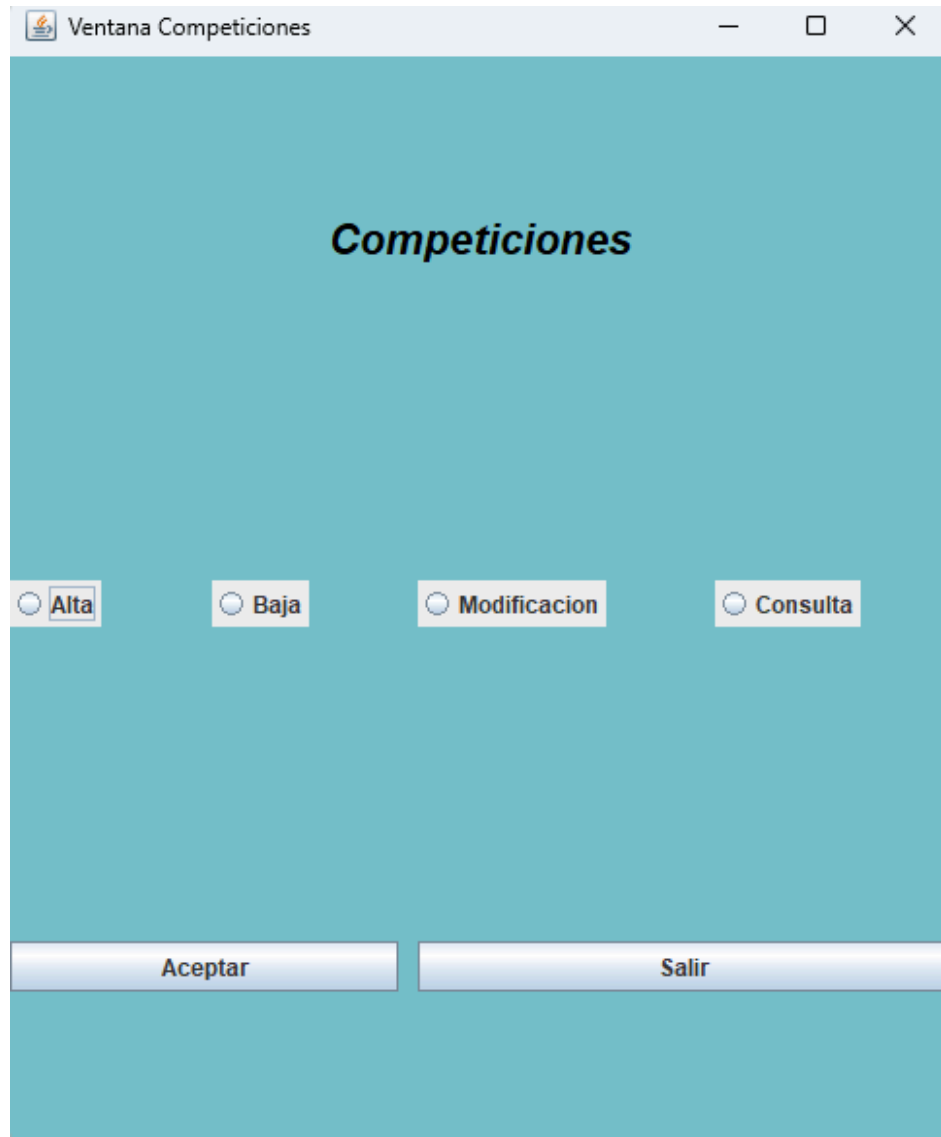 Ventana Competiciones
Competiciones
Alta Baja Modificacion Consulta
Aceptar Salir